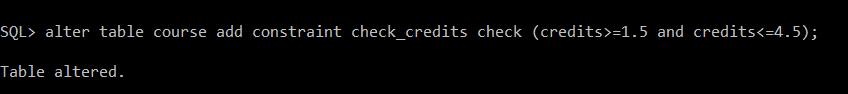 SQL> alter table course add constraint check_credits check (credits>=1.5 and credits<=4.5);
Table altered.